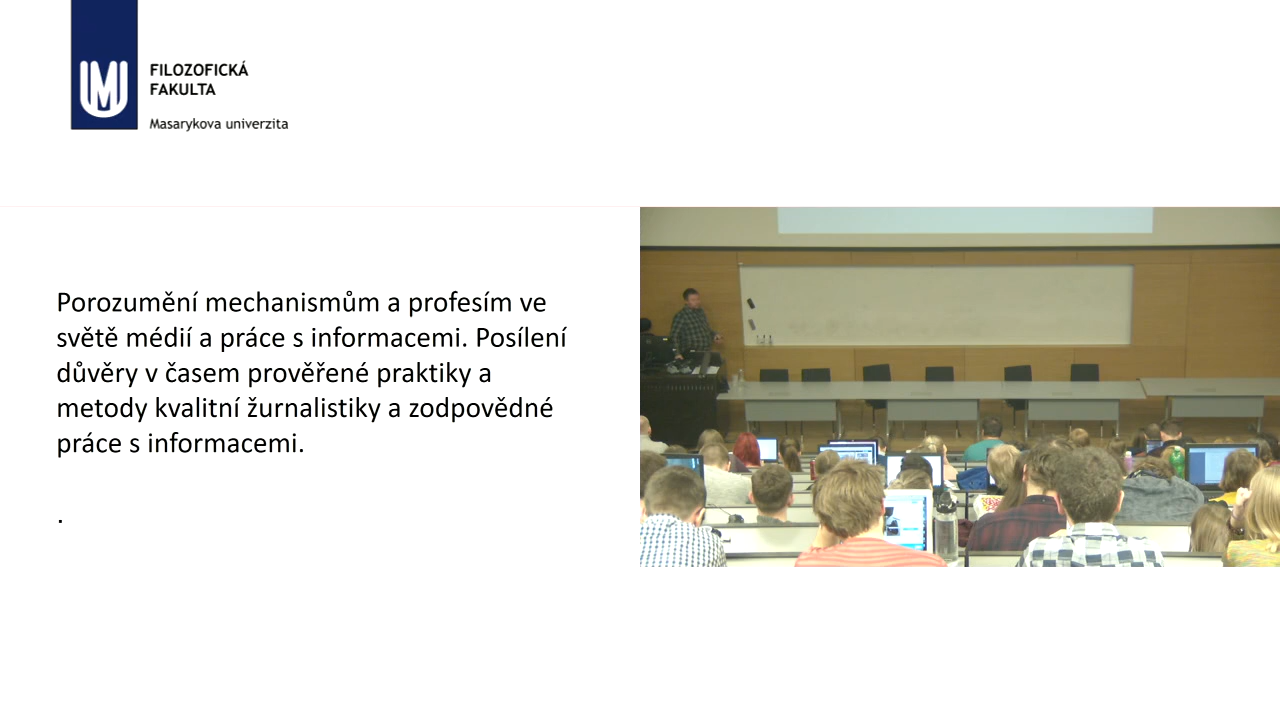 FILOZOFICKÁ
FAKULTA
Masarykova univerzita
Porozumění mechanismům a profesím ve
světě médií a práce s informacemi. Posílení
důvěry v časem prověřené praktiky a
metody kvalitní žurnalistiky a zodpovědné
práce s informacemi.
.